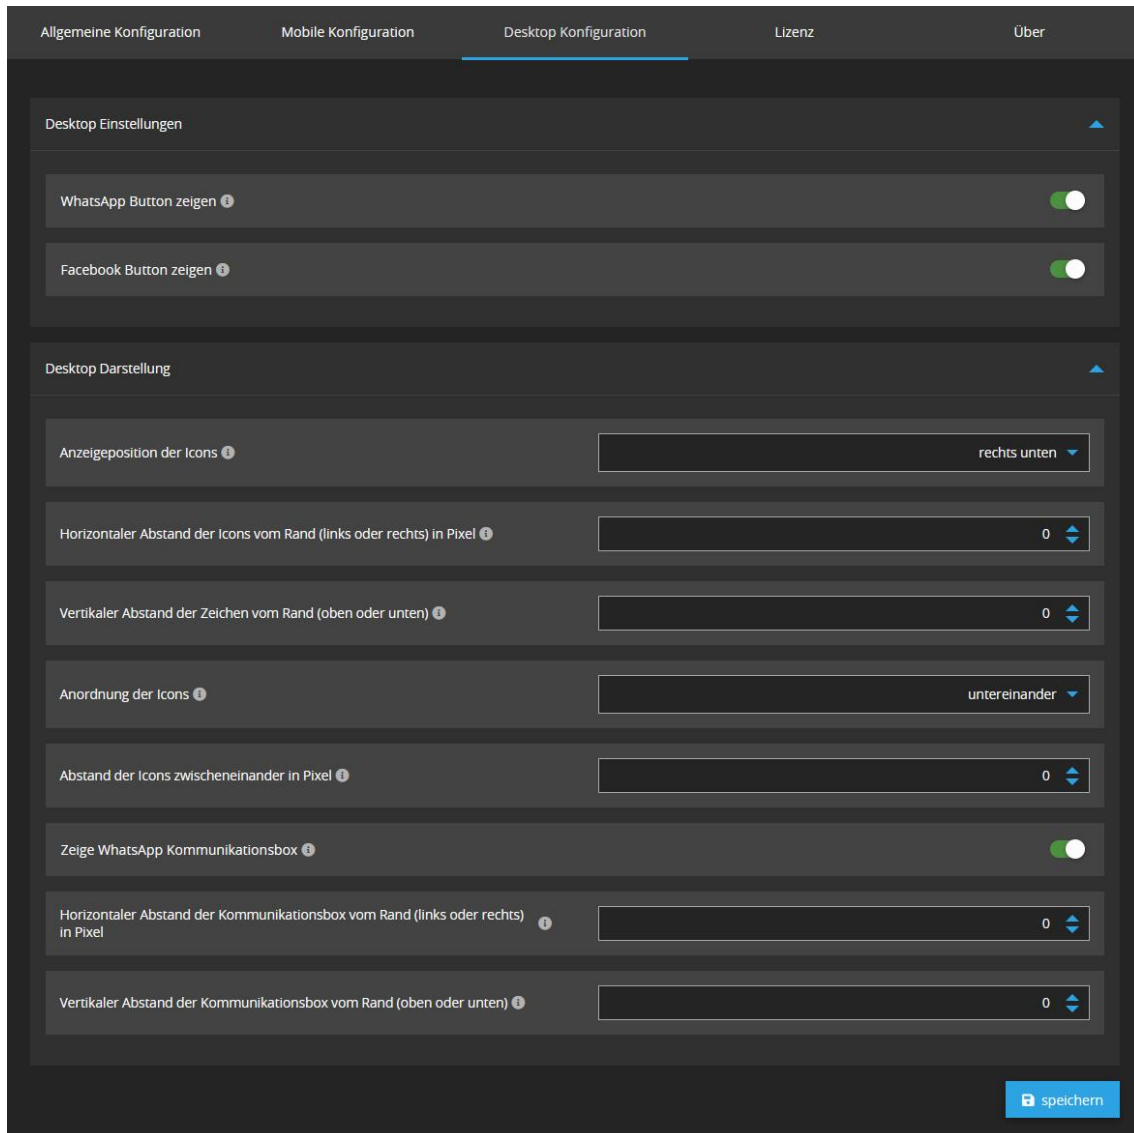 Allgemeine Konfiguration Mobile Konfiguration Desktop Konfiguration Lizenz Über
Desktop Einstellungen
WhatsApp Button zeigen
Facebook Button zeigen
Desktop Darstellung
Anzeigeposition der Icons rechts unten
Horizontaler Abstand der Icons vom Rand (links oder rechts) in Pixel 0
Vertikaler Abstand der Zeichen vom Rand (oben oder unten) 0
Anordnung der Icons untereinander
Abstand der Icons zwischeneinander in Pixel 0
Zeige WhatsApp Kommunikationsbox
Horizontaler Abstand der Kommunikationsbox vom Rand (links oder rechts)
in Pixel 0
Vertikaler Abstand der Kommunikationsbox vom Rand (oben oder unten) 0
speichern